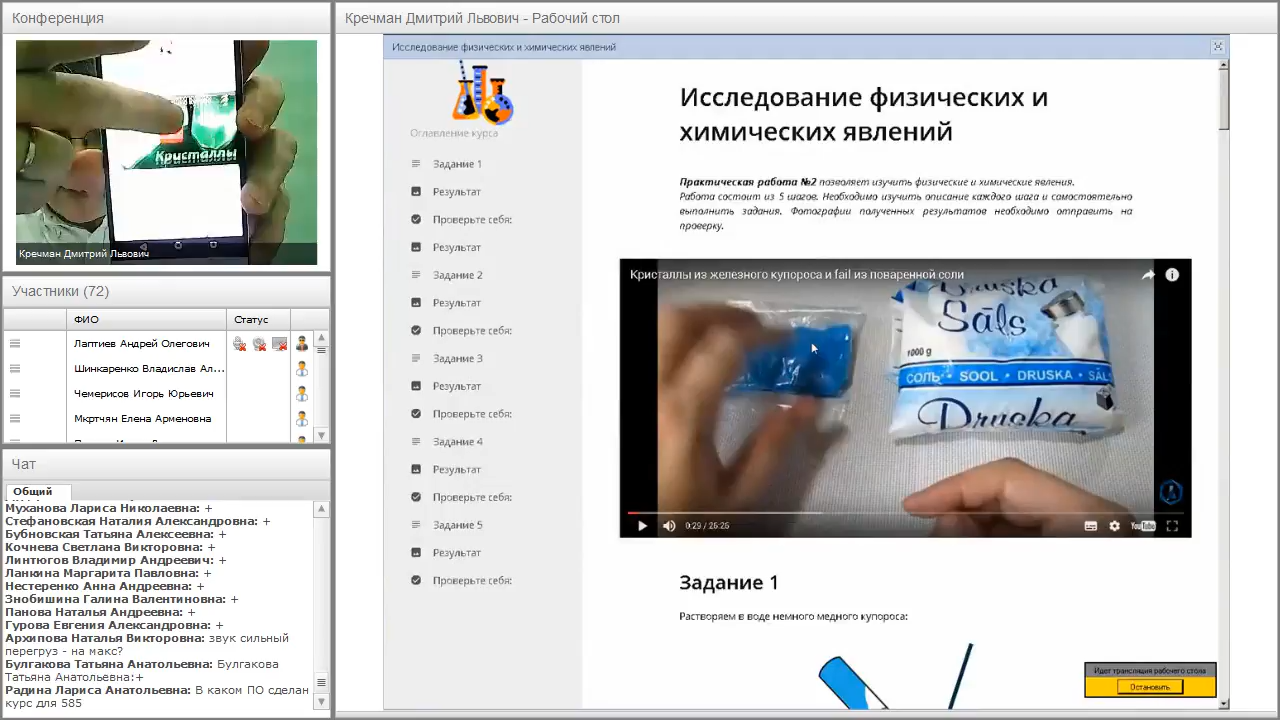 Конференция
Кристаллы
Кречман Дмитрий Львович
Участники (72)
ФИО
Статус
Лаптиев Андрей Олегович
Шинкаренко Владислав Ал...
Чемерисов Игорь Юрьевич
Мкртчян Елена Арменовна
Чат
Общий
Муханова Лариса Николаевна: +
Стефановская Наталия Александровна: +
Бубновская Татьяна Алексеевна: +
Кочнева Светлана Викторовна: +
Линтюгов Владимир Андреевич: +
Ланкина Маргарита Павловна: +
Нестеренко Анна Андреевна: +
Знобишина Галина Валентиновна: +
Панова Наталья Андреевна: +
Гурова Евгения Александровна: +
Архипова Наталья Викторовна: звук сильный
перегруз - на макс?
Булгакова Татьяна Анатольевна: Булгакова
Татьяна Анатольевна:+
Радина Лариса Анатольевна: В каком ПО сделан
курс для 585
Кречман Дмитрий Львович - Рабочий стол
Исследование физических и химических явлений
Оглавление курса
Задание 1
Результат
Проверьте себя:
Результат
Задание 2
Результат
Проверьте себя:
Задание 3
Результат
Проверьте себя:
Задание 4
Результат
Проверьте себя:
Задание 5
Результат
Проверьте себя:
Исследование физических и
химических явлений
Практическая работа №2 позволяет изучить физические и химические явления.
Работа состоит из 5 шагов. Необходимо изучить описание каждого шага и самостоятельно
выполнить задания. Фотографии полученных результатов необходимо отправить на
проверку.
Кристаллы из железного купороса и fail из поваренной соли
Druska
Sāls
1000 g
СОЛЬ • SOOL • DRUSKA • SĀLS
Druska
0:29 / 25:25
YouTube
Задание 1
Растворяем в воде немного медного купороса:
Идет трансляция рабочего стола
Остановить